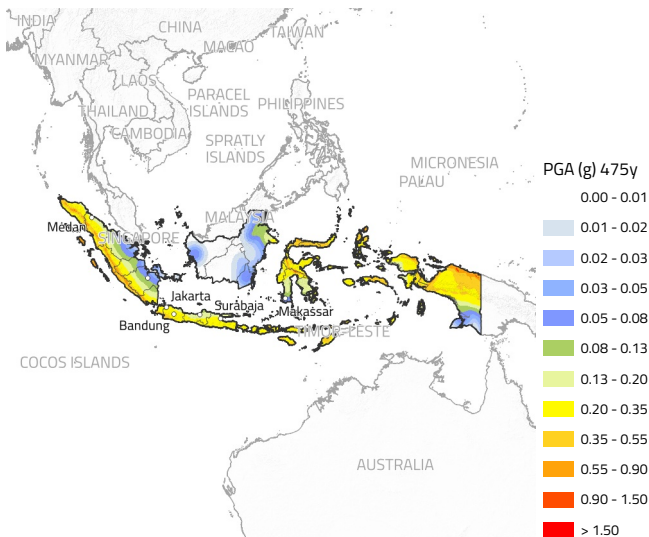 INDIA
CHINA
TAIWAN
MACAO
MYANMAR
LAOS
PARACEL
ISLANDS
PHILIPPINES
THAILAND
CAMBODIA
SPRATLY
ISLANDS
MICRONESIA
PALAU
MALAYSIA
Medan
SINGAPORE
Jakarta
Surabaja
Makassar
Bandung
TIMOR-LESTE
COCOS ISLANDS
AUSTRALIA
PGA (g) 475y
0.00 - 0.01
0.01 - 0.02
0.02 - 0.03
0.03 - 0.05
0.05 - 0.08
0.08 - 0.13
0.13 - 0.20
0.20 - 0.35
0.35 - 0.55
0.55 - 0.90
0.90 - 1.50
> 1.50